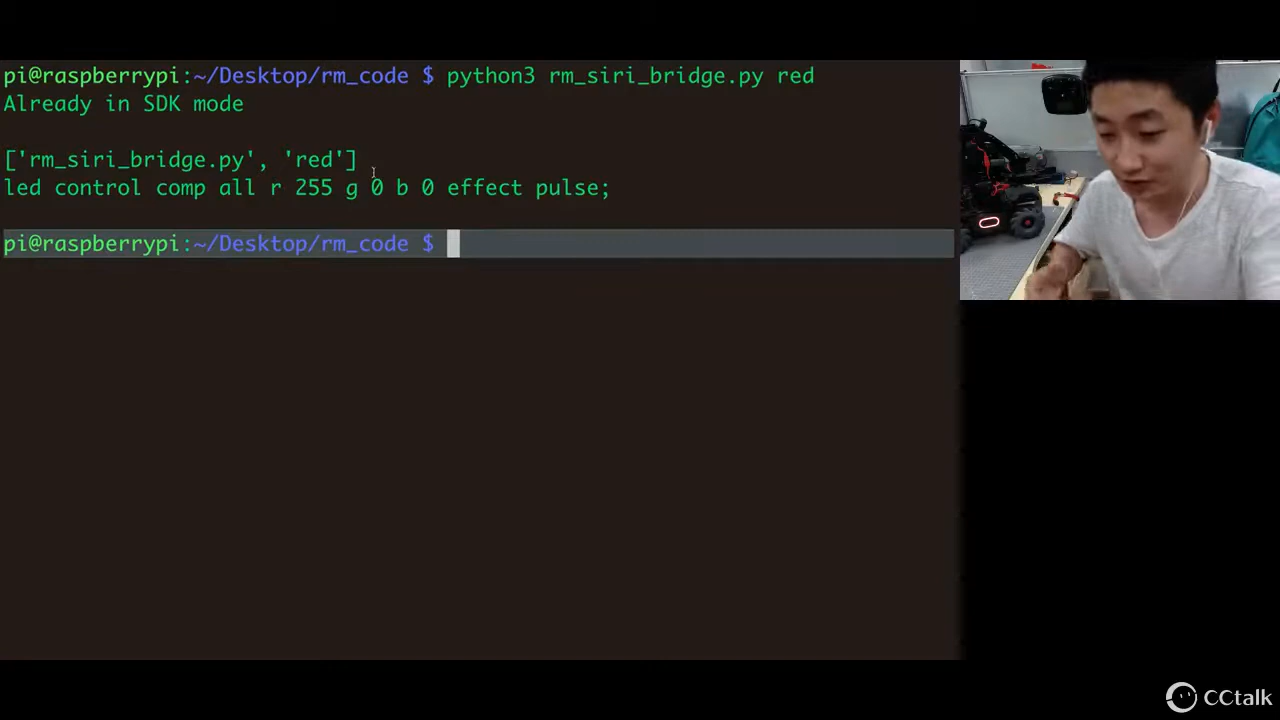 pi@raspberrypi:~/Desktop/rm_code $ python3 rm_siri_bridge.py red
Already in SDK mode
['rm_siri_bridge.py', 'red']
led control comp all r 255 g 0 b 0 effect pulse;
pi@raspberrypi:~/Desktop/rm_code $
CCtalk